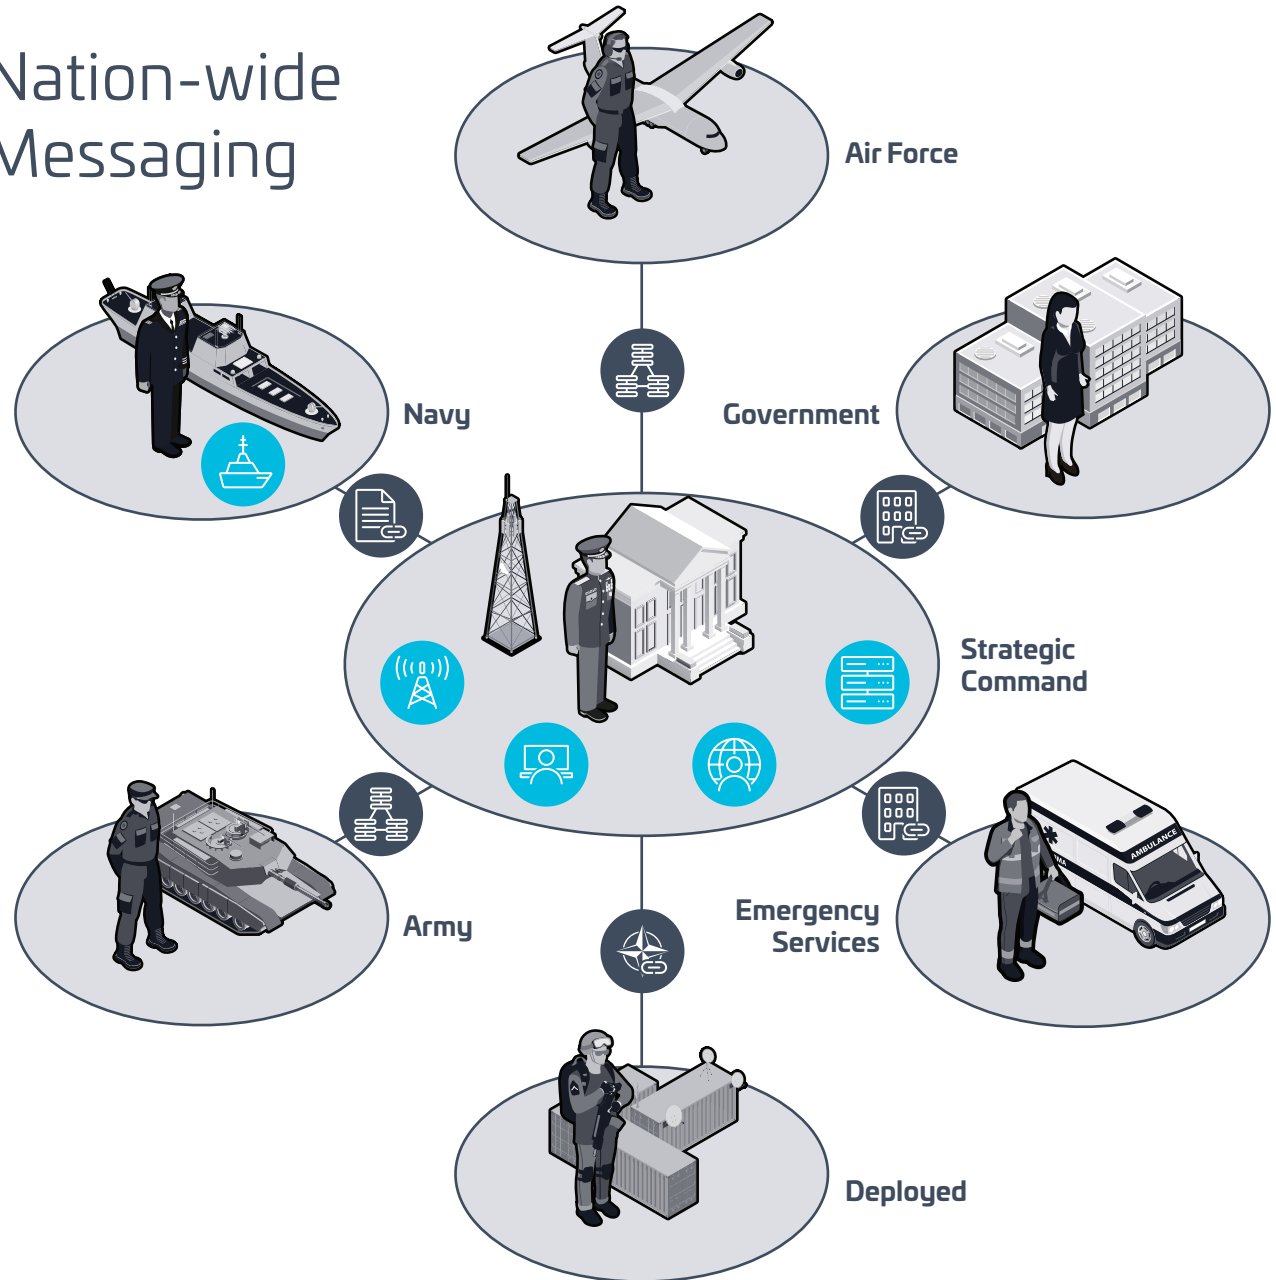 Nation-wide
Messaging
Air Force
Navy
Government
Strategic
Command
AMBULANCE
Army
Emergency
Services
Deployed